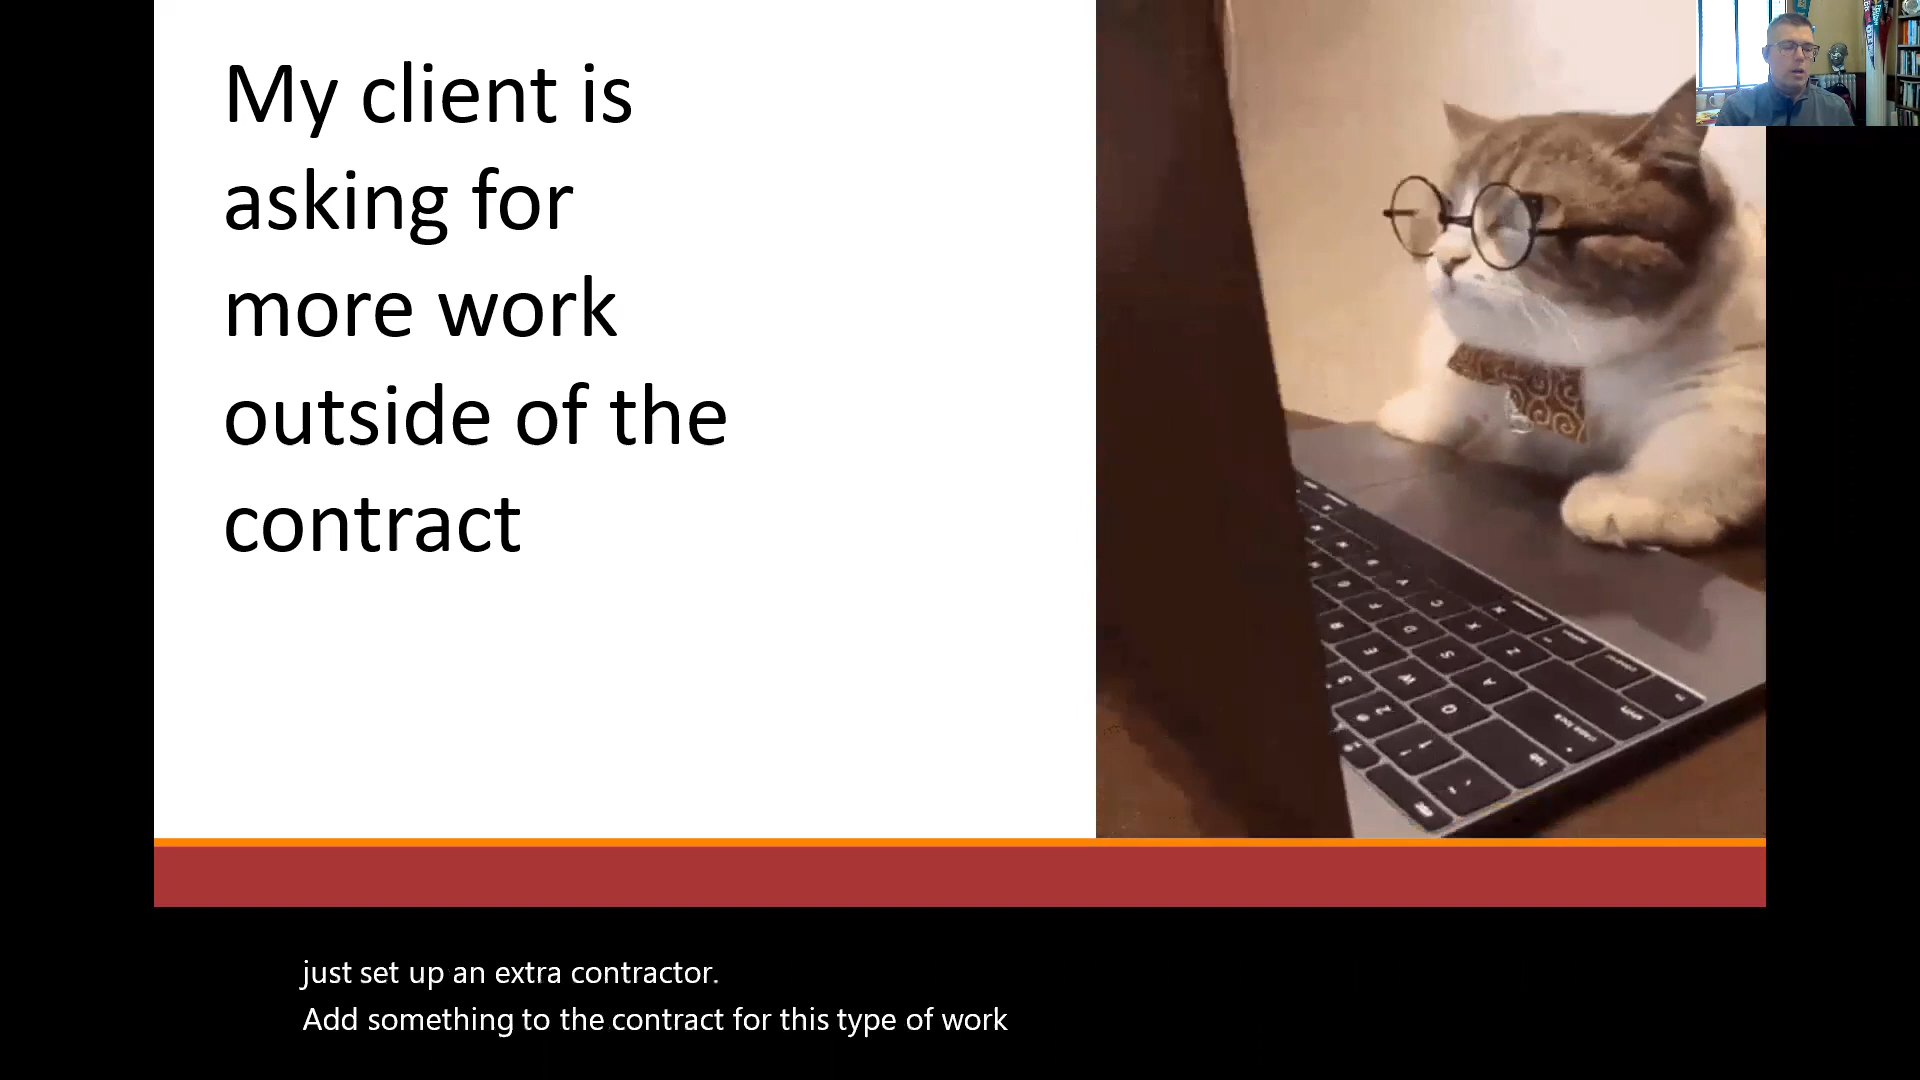 My client is
asking for
more work
outside of the
contract
just set up an extra contractor.
Add something to the contract for this type of work